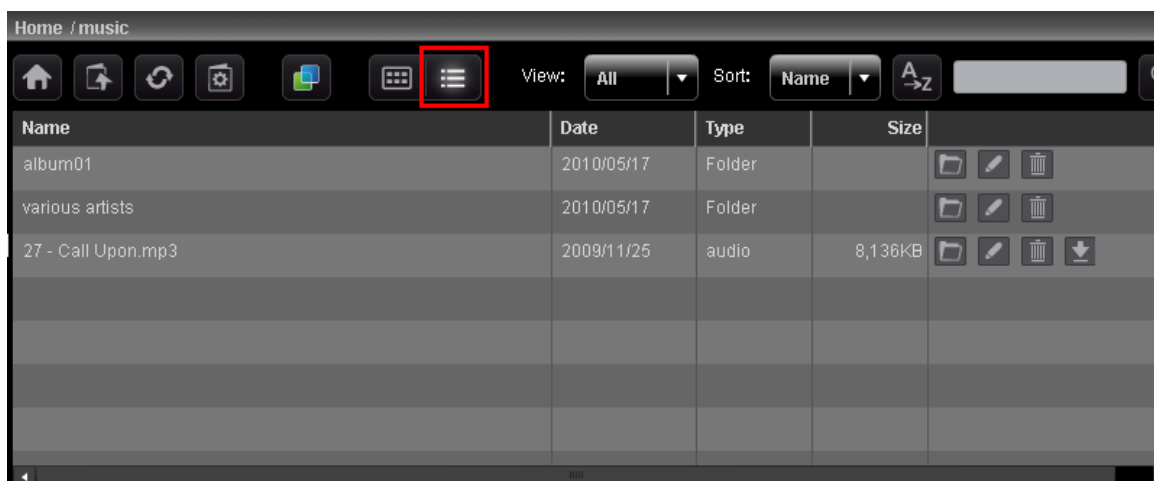 Home / music
View: All Sort: Name A→Z
Name Date Type Size
album01 2010/05/17 Folder
various artists 2010/05/17 Folder
27 - Call Upon.mp3 2009/11/25 audio 8,136KB